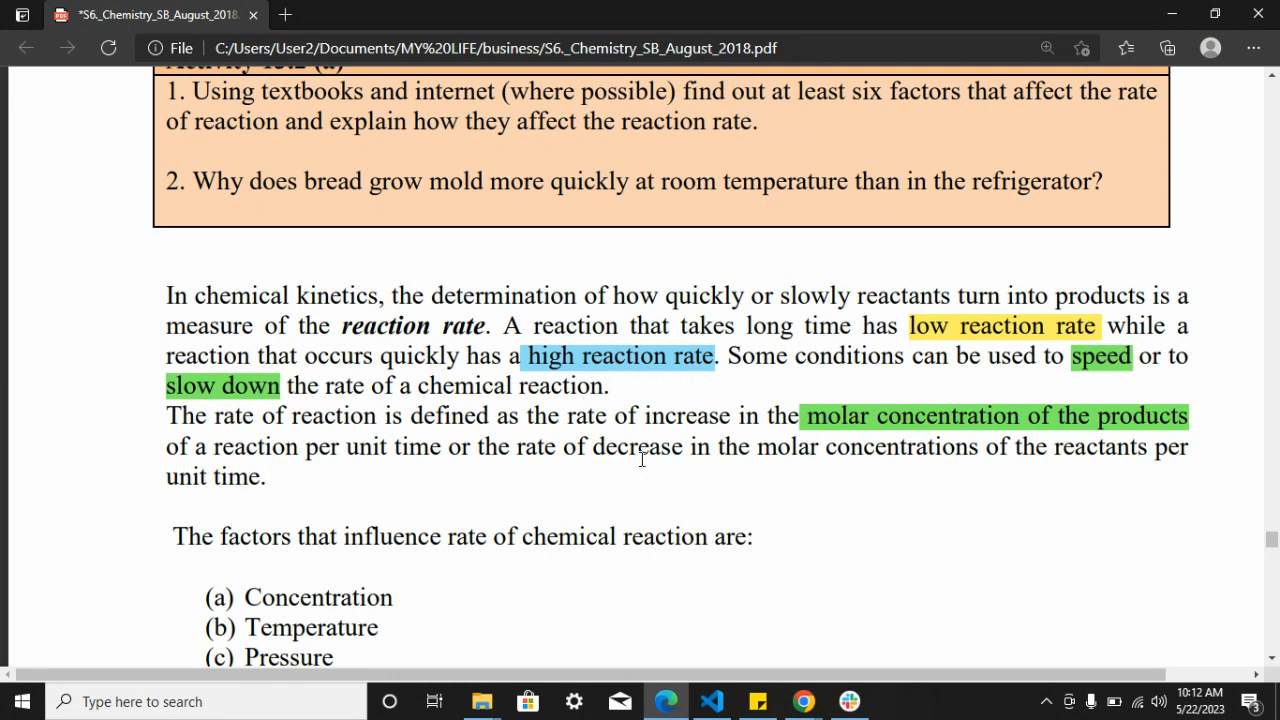 *S6._Chemistry_SB_August_2018.
File
C:/Users/User2/Documents/MY%20LIFE/business/S6._Chemistry_SB_August_2018.pdf
1. Using textbooks and internet (where possible) find out at least six factors that affect the rate
of reaction and explain how they affect the reaction rate.
2. Why does bread grow mold more quickly at room temperature than in the refrigerator?
In chemical kinetics, the determination of how quickly or slowly reactants turn into products is a
measure of the reaction rate. A reaction that takes long time has low reaction rate while a
reaction that occurs quickly has a high reaction rate. Some conditions can be used to speed or to
slow down the rate of a chemical reaction.
The rate of reaction is defined as the rate of increase in the molar concentration of the products
of a reaction per unit time or the rate of decrease in the molar concentrations of the reactants per
unit time.
The factors that influence rate of chemical reaction are:
(a) Concentration
(b) Temperature
(c) Pressure
Type here to search
10:12 AM
5/22/2023
3